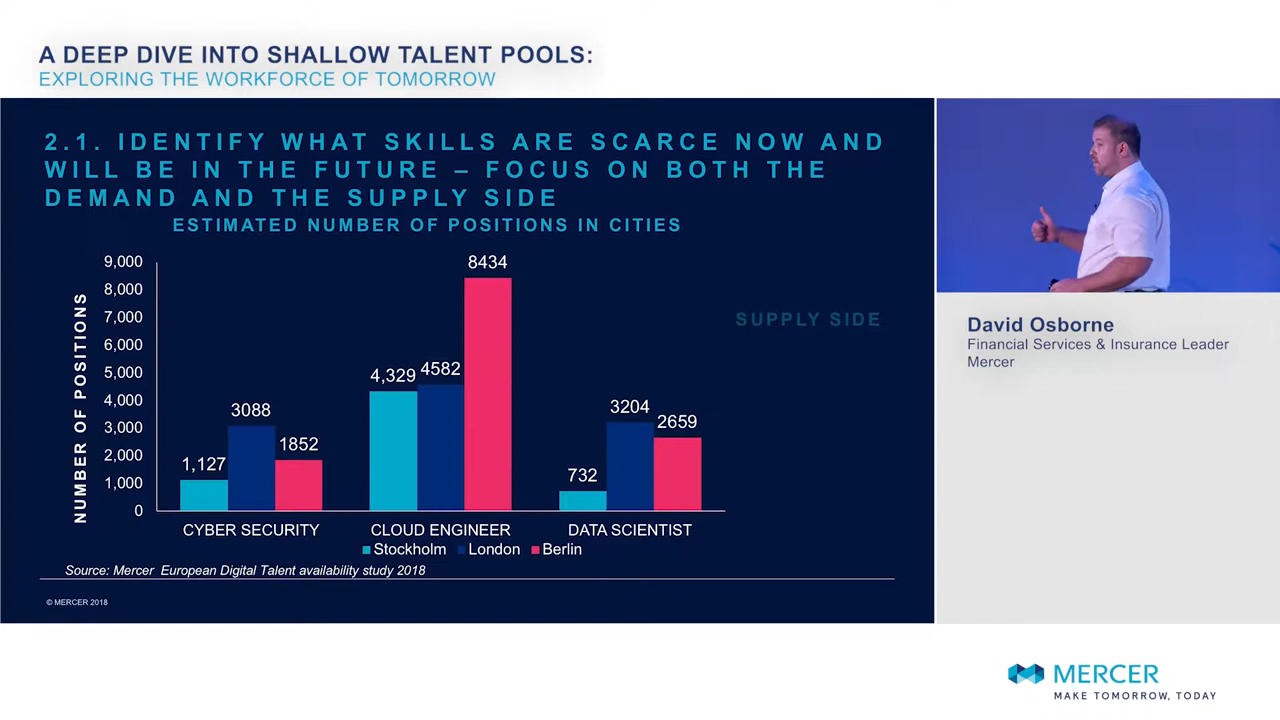 A DEEP DIVE INTO SHALLOW TALENT POOLS:
EXPLORING THE WORKFORCE OF TOMORROW
2.1. IDENTIFY WHAT SKILLS ARE SCARCE NOW AND
WILL BE IN THE FUTURE – FOCUS ON BOTH THE
DEMAND AND THE SUPPLY SIDE
ESTIMATED NUMBER OF POSITIONS IN CITIES
NUMBER OF POSITIONS
9,000
8,000
7,000
6,000
5,000
4,000
3,000
2,000
1,000
0
1,127
3088
1852
4,329
4582
8434
732
3204
2659
CYBER SECURITY
CLOUD ENGINEER
DATA SCIENTIST
Stockholm London Berlin
SUPPLY SIDE
Source: Mercer European Digital Talent availability study 2018
© MERCER 2018
David Osborne
Financial Services & Insurance Leader
Mercer
MERCER
MAKE TOMORROW, TODAY